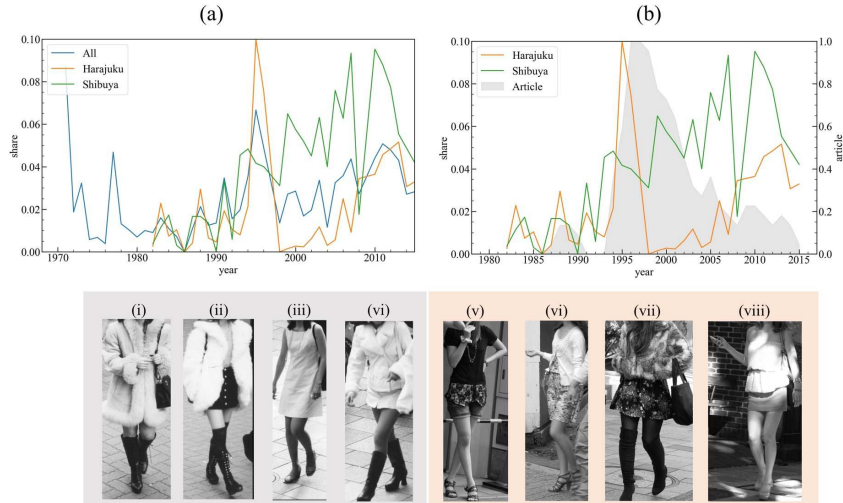 (a)
0.10
0.08
0.06
0.04
0.02
0.00
share
All
Harajuku
Shibuya
1970
1980
1990
2000
2010
year
(b)
0.10
0.08
0.06
0.04
0.02
0.00
share
Harajuku
Shibuya
Article
1.0
0.8
0.6
0.4
0.2
0.0
article
1980
1985
1990
1995
2000
2005
2010
2015
year
(i)
(ii)
(iii)
(vi)
(v)
(vi)
(vii)
(viii)